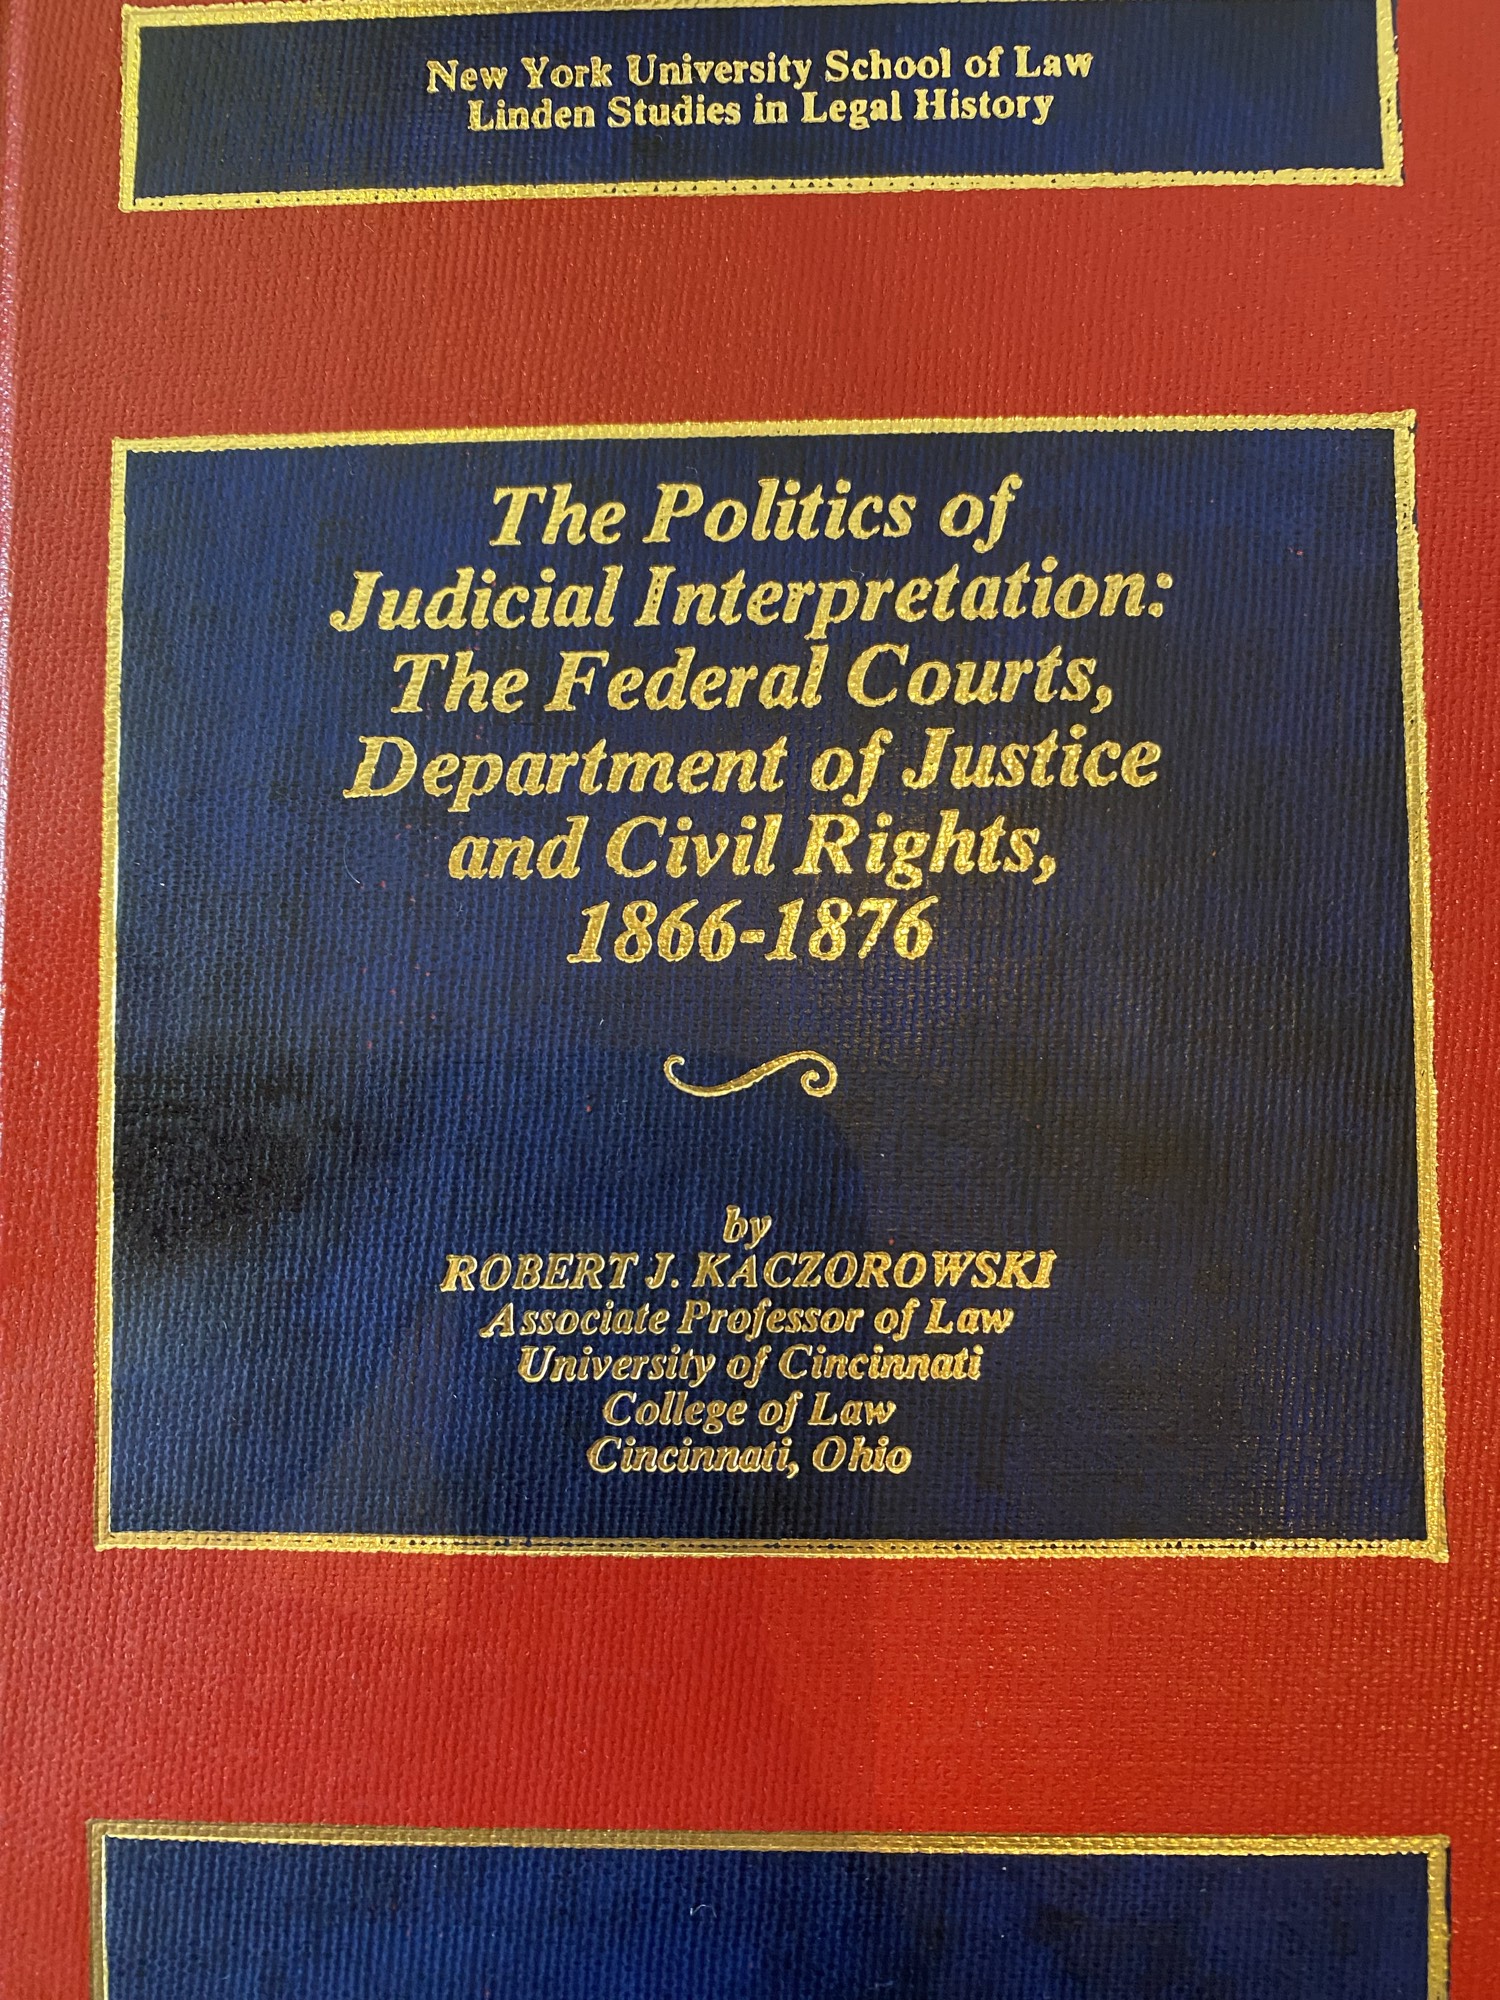 New York University School of Law
Linden Studies in Legal History
The Politics of
Judicial Interpretation:
The Federal Courts,
Department of Justice
and Civil Rights,
1866-1876
by
ROBERT J. KACZOROWSKI
Associate Professor of Law
University of Cincinnati
College of Law
Cincinnati, Ohio